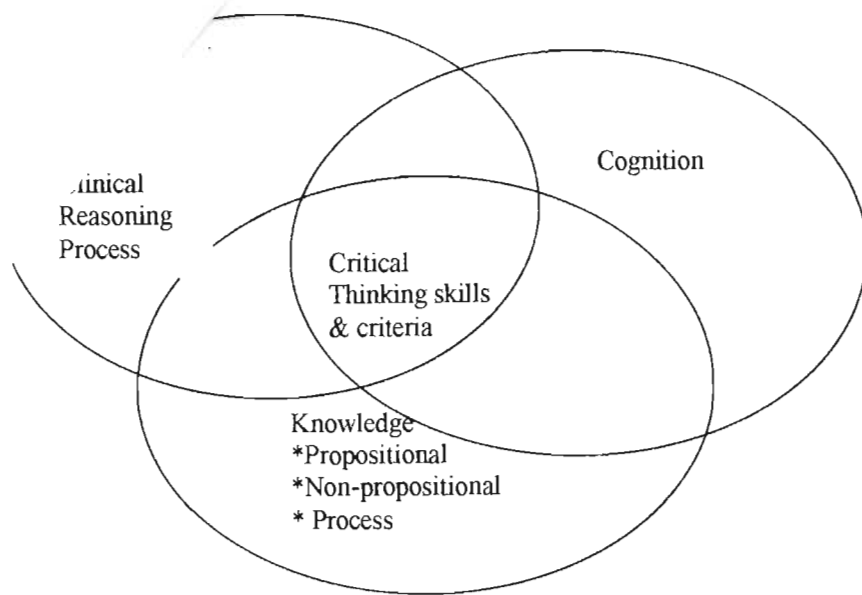 Cognition
linical
Reasoning
Process
Critical
Thinking skills
& criteria
Knowledge
*Propositional
*Non-propositional
* Process